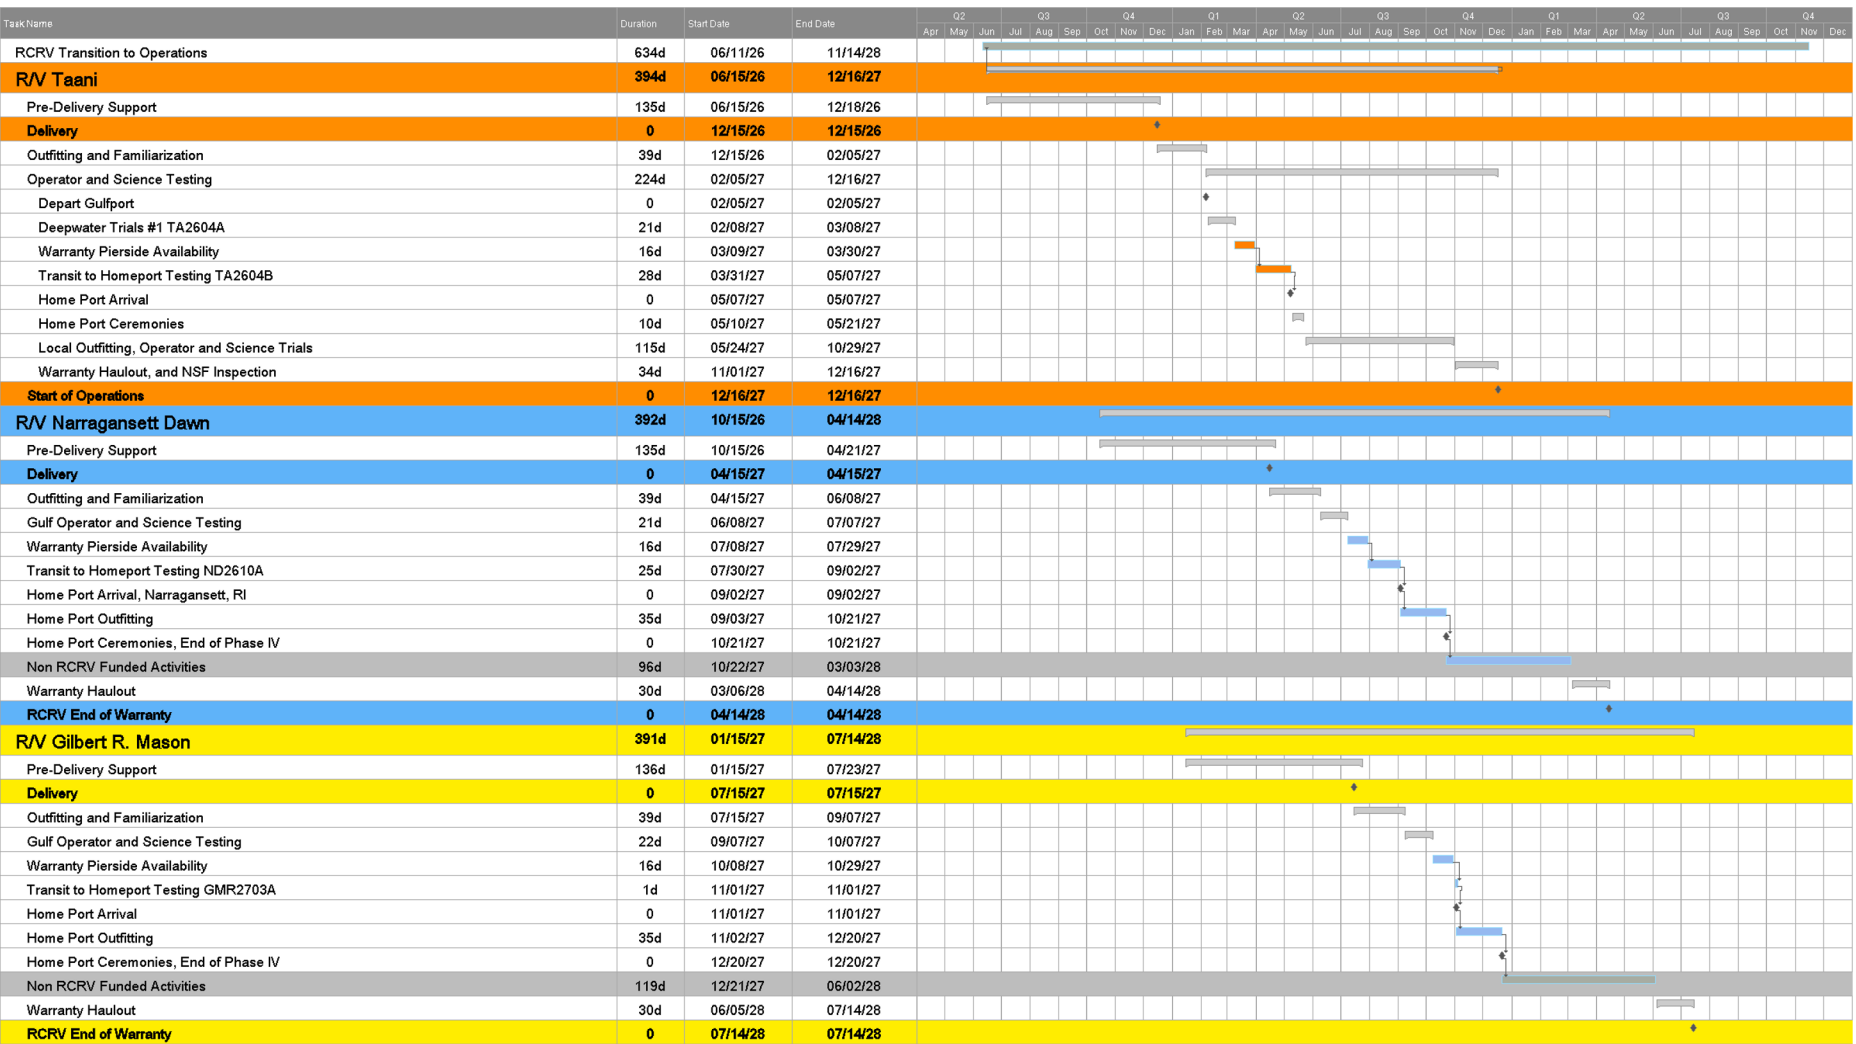 Task Name Duration Start Date End Date Q2 Q3 Q4 Q1 Q2 Q3 Q4 Q1 Q2 Q3 Q4
Apr May Jun Jul Aug Sep Oct Nov Dec Jan Feb Mar Apr May Jun Jul Aug Sep Oct Nov Dec Jan Feb Mar Apr May Jun Jul Aug Sep Oct Nov Dec
RCRV Transition to Operations 634d 06/11/26 11/14/28
R/V Taani 394d 06/15/26 12/16/27
Pre-Delivery Support 135d 06/15/26 12/18/26
Delivery 0 12/15/26 12/15/26
Outfitting and Familiarization 39d 12/15/26 02/05/27
Operator and Science Testing 224d 02/05/27 12/16/27
Depart Gulfport 0 02/05/27 02/05/27
Deepwater Trials #1 TA2604A 21d 02/08/27 03/08/27
Warranty Pierside Availability 16d 03/09/27 03/30/27
Transit to Homeport Testing TA2604B 28d 03/31/27 05/07/27
Home Port Arrival 0 05/07/27 05/07/27
Home Port Ceremonies 10d 05/10/27 05/21/27
Local Outfitting, Operator and Science Trials 115d 05/24/27 10/29/27
Warranty Haulout, and NSF Inspection 34d 11/01/27 12/16/27
Start of Operations 0 12/16/27 12/16/27
R/V Narragansett Dawn 392d 10/15/26 04/14/28
Pre-Delivery Support 135d 10/15/26 04/21/27
Delivery 0 04/15/27 04/15/27
Outfitting and Familiarization 39d 04/15/27 06/08/27
Gulf Operator and Science Testing 21d 06/08/27 07/07/27
Warranty Pierside Availability 16d 07/08/27 07/29/27
Transit to Homeport Testing ND2610A 25d 07/30/27 09/02/27
Home Port Arrival, Narragansett, RI 0 09/02/27 09/02/27
Home Port Outfitting 35d 09/03/27 10/21/27
Home Port Ceremonies, End of Phase IV 0 10/21/27 10/21/27
Non RCRV Funded Activities 96d 10/22/27 03/03/28
Warranty Haulout 30d 03/06/28 04/14/28
RCRV End of Warranty 0 04/14/28 04/14/28
R/V Gilbert R. Mason 391d 01/15/27 07/14/28
Pre-Delivery Support 136d 01/15/27 07/23/27
Delivery 0 07/15/27 07/15/27
Outfitting and Familiarization 39d 07/15/27 09/07/27
Gulf Operator and Science Testing 22d 09/07/27 10/07/27
Warranty Pierside Availability 16d 10/08/27 10/29/27
Transit to Homeport Testing GMR2703A 1d 11/01/27 11/01/27
Home Port Arrival 0 11/01/27 11/01/27
Home Port Outfitting 35d 11/02/27 12/20/27
Home Port Ceremonies, End of Phase IV 0 12/20/27 12/20/27
Non RCRV Funded Activities 119d 12/21/27 06/02/28
Warranty Haulout 30d 06/05/28 07/14/28
RCRV End of Warranty 0 07/14/28 07/14/28